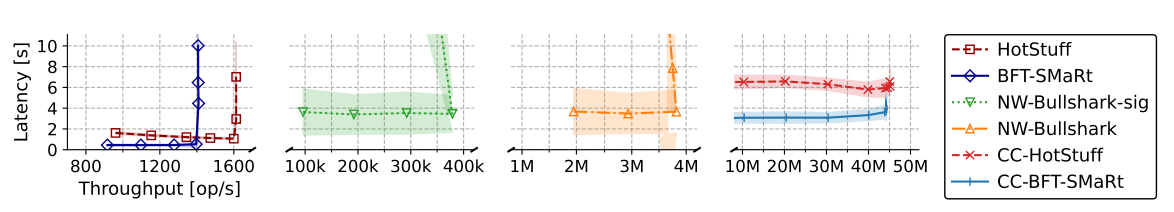 Latency [s]
10
8
6
4
2
0
800 1200 1600 100k 200k 300k 400k 1M 2M 3M 4M 10M 20M 30M 40M 50M
Throughput [op/s]
HotStuff
BFT-SMaRt
NW-Bullshark-sig
NW-Bullshark
CC-HotStuff
CC-BFT-SMaRt